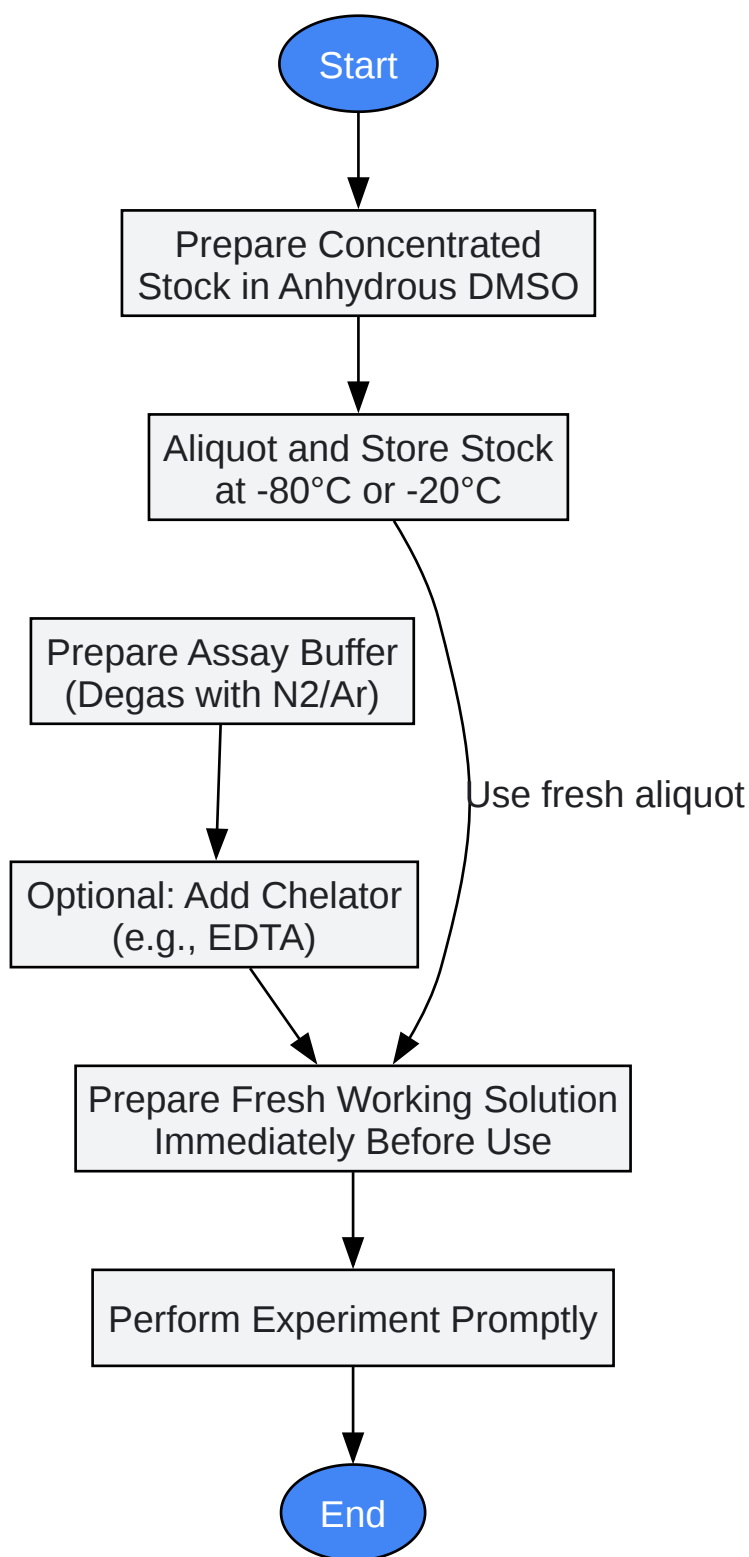 Start
Prepare Concentrated
Stock in Anhydrous DMSO
Aliquot and Store Stock
at -80°C or -20°C
Prepare Assay Buffer
(Degas with N2/Ar)
Use fresh aliquot
Optional: Add Chelator
(e.g., EDTA)
Prepare Fresh Working Solution
Immediately Before Use
Perform Experiment Promptly
End